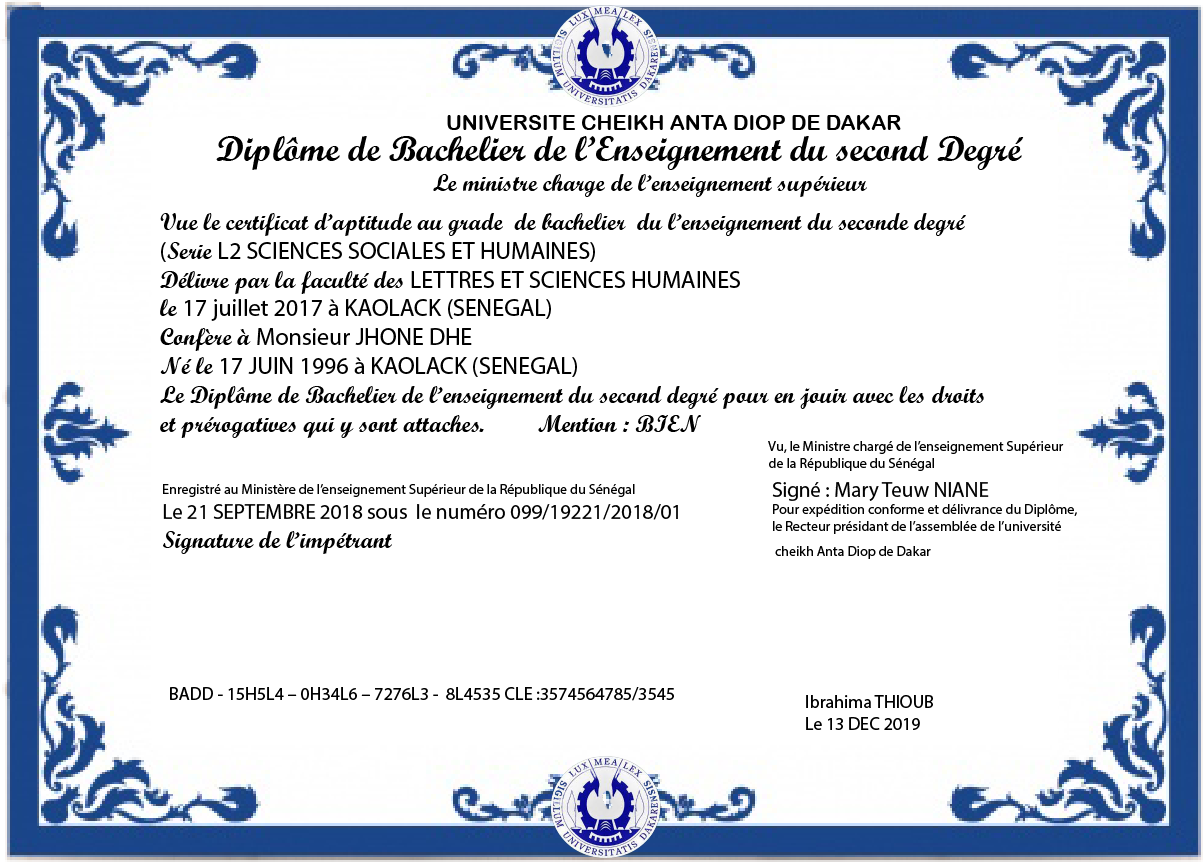 SIGILLUM UNIVERSITATIS DAKARENSIS LUX MEA LEX
UNIVERSITE CHEIKH ANTA DIOP DE DAKAR
Diplôme de Bachelier de l’Enseignement du second Degré
Le ministre charge de l’enseignement supérieur
Vue le certificat d’aptitude au grade de bachelier du l’enseignement du seconde degré
(Serie L2 SCIENCES SOCIALES ET HUMAINES)
Délivre par la faculté des LETTRES ET SCIENCES HUMAINES
le 17 juillet 2017 à KAOLACK (SENEGAL)
Confère à Monsieur JHONE DHE
Né le 17 JUIN 1996 à KAOLACK (SENEGAL)
Le Diplôme de Bachelier de l’enseignement du second degré pour en jouir avec les droits
et prérogatives qui y sont attaches. Mention : BIEN
Vu, le Ministre chargé de l’enseignement Supérieur
de la République du Sénégal
Signé : Mary Teuw NIANE
Pour expédition conforme et délivrance du Diplôme,
le Recteur présidant de l’assemblée de l’université
cheikh Anta Diop de Dakar
Enregistré au Ministère de l’enseignement Supérieur de la République du Sénégal
Le 21 SEPTEMBRE 2018 sous le numéro 099/19221/2018/01
Signature de l’impétrant
BADD - 15H5L4 – 0H34L6 – 7276L3 - 8L4535 CLE :3574564785/3545
Ibrahima THIOUB
Le 13 DEC 2019
SIGILLUM UNIVERSITATIS DAKARENSIS LUX MEA LEX